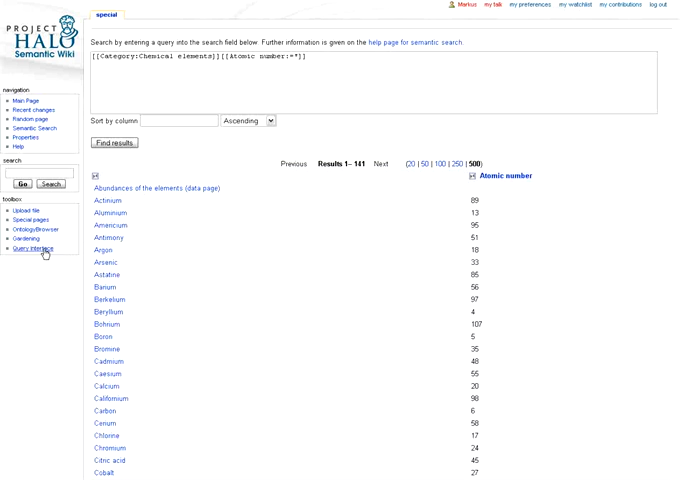 Markus my talk my preferences my watchlist my contributions log out
PROJECT
HALO
Semantic Wiki
special
Search by entering a query into the search field below. Further information is given on the help page for semantic search.
[[Category:Chemical elements]][[Atomic number:=*]]
Sort by column Ascending
Find results
Previous Results 1– 141 Next (20 | 50 | 100 | 250 | 500)
Atomic number
Abundances of the elements (data page)
Actinium 89
Aluminium 13
Americium 95
Antimony 51
Argon 18
Arsenic 33
Astatine 85
Barium 56
Berkelium 97
Beryllium 4
Bohrium 107
Boron 5
Bromine 35
Cadmium 48
Caesium 55
Calcium 20
Californium 98
Carbon 6
Cerium 58
Chlorine 17
Chromium 24
Citric acid 45
Cobalt 27
navigation
Main Page
Recent changes
Random page
Semantic Search
Properties
Help
search
Go Search
toolbox
Upload file
Special pages
OntologyBrowser
Gardening
Query Interface